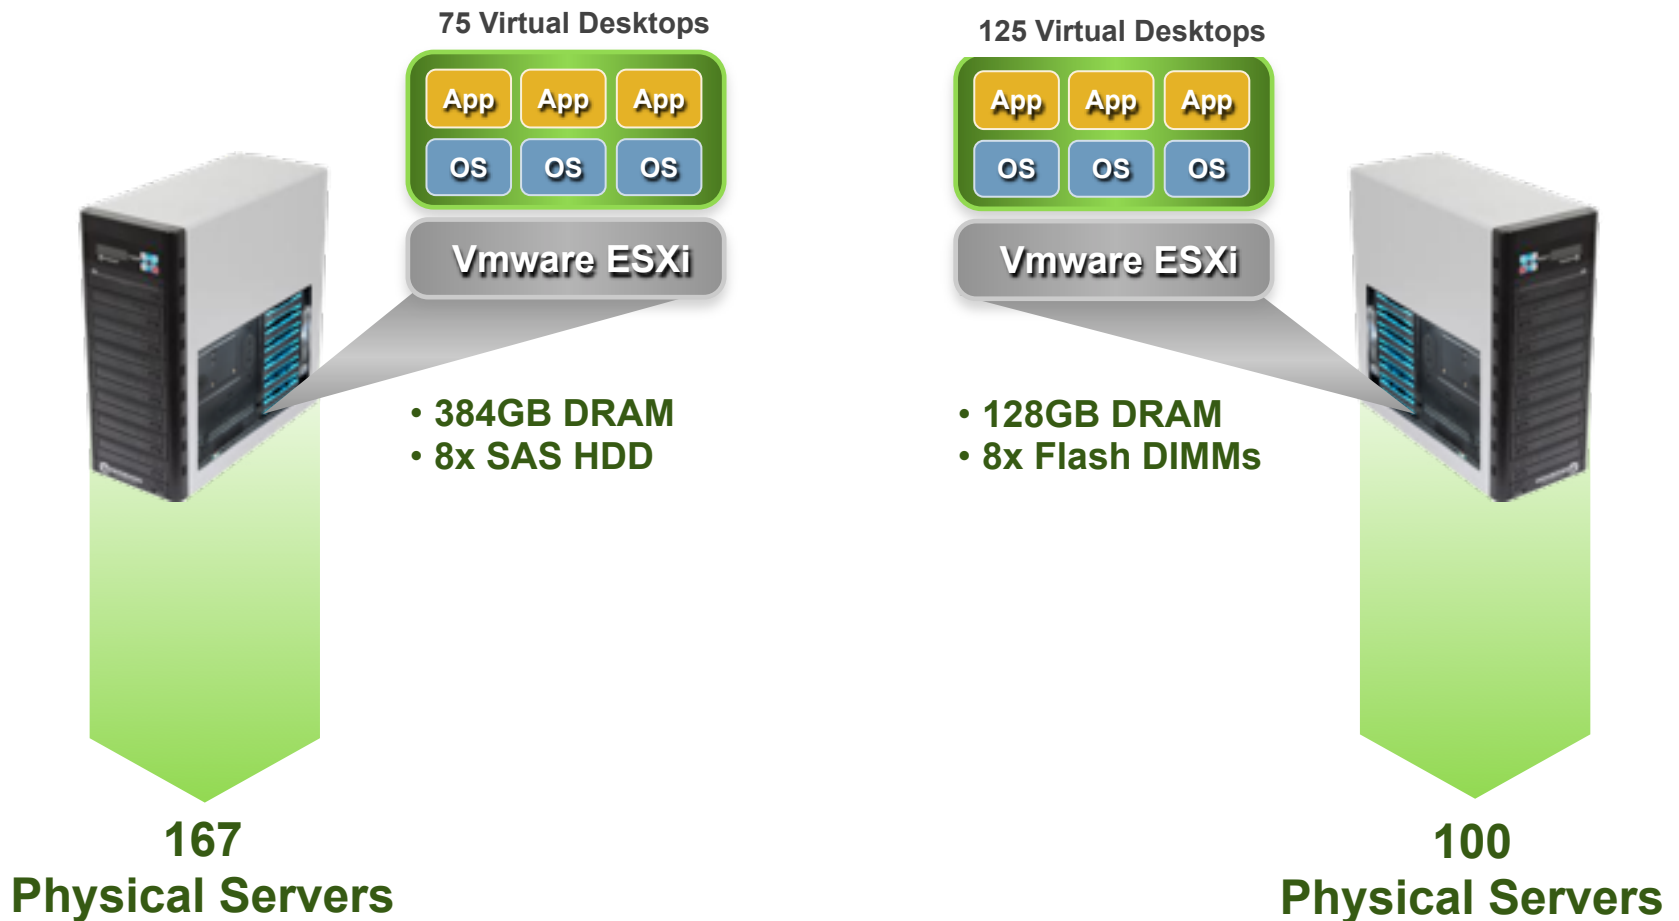 75 Virtual Desktops
App App App
OS OS OS
Vmware ESXi
• 384GB DRAM
• 8x SAS HDD
167
Physical Servers
125 Virtual Desktops
App App App
OS OS OS
Vmware ESXi
• 128GB DRAM
• 8x Flash DIMMs
100
Physical Servers